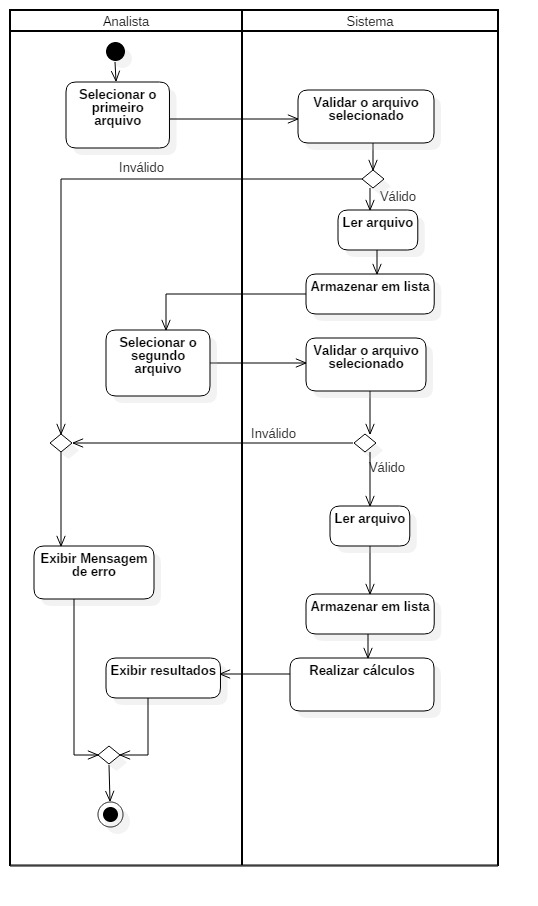 Analista
Sistema
Selecionar o
primeiro
arquivo
Validar o arquivo
selecionado
Inválido
Válido
Ler arquivo
Armazenar em lista
Selecionar o
segundo
arquivo
Validar o arquivo
selecionado
Inválido
Válido
Ler arquivo
Exibir Mensagem
de erro
Armazenar em lista
Exibir resultados
Realizar cálculos